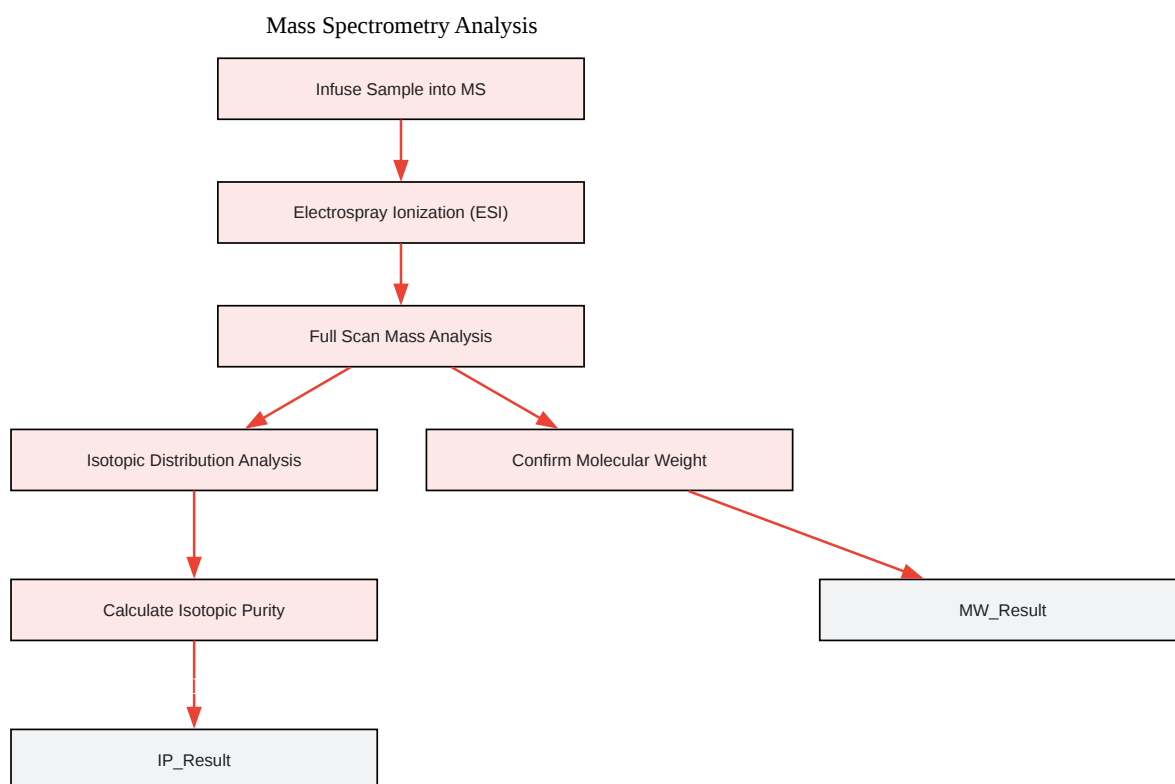 Mass Spectrometry Analysis
Infuse Sample into MS
Electrospray Ionization (ESI)
Full Scan Mass Analysis
Isotopic Distribution Analysis
Confirm Molecular Weight
Calculate Isotopic Purity
MW_Result
IP_Result